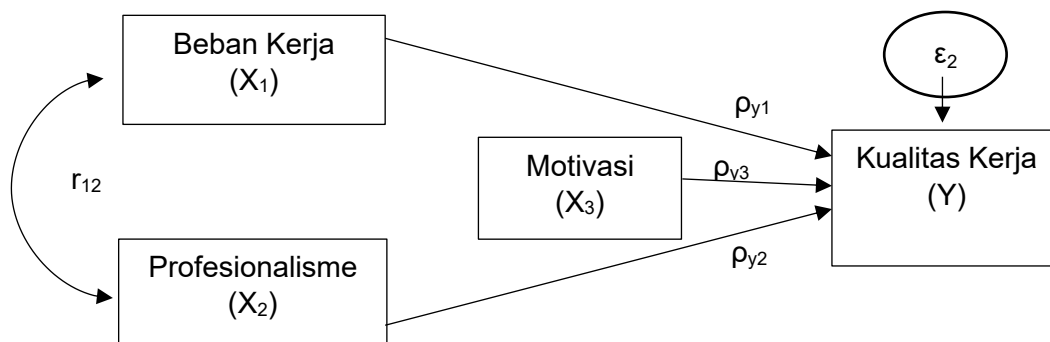 Beban Kerja
(X₁)
ε₂
ρy1
Kualitas Kerja
(Y)
Motivasi
(X₃)
ρy3
r₁₂
Profesionalisme
(X₂)
ρy2